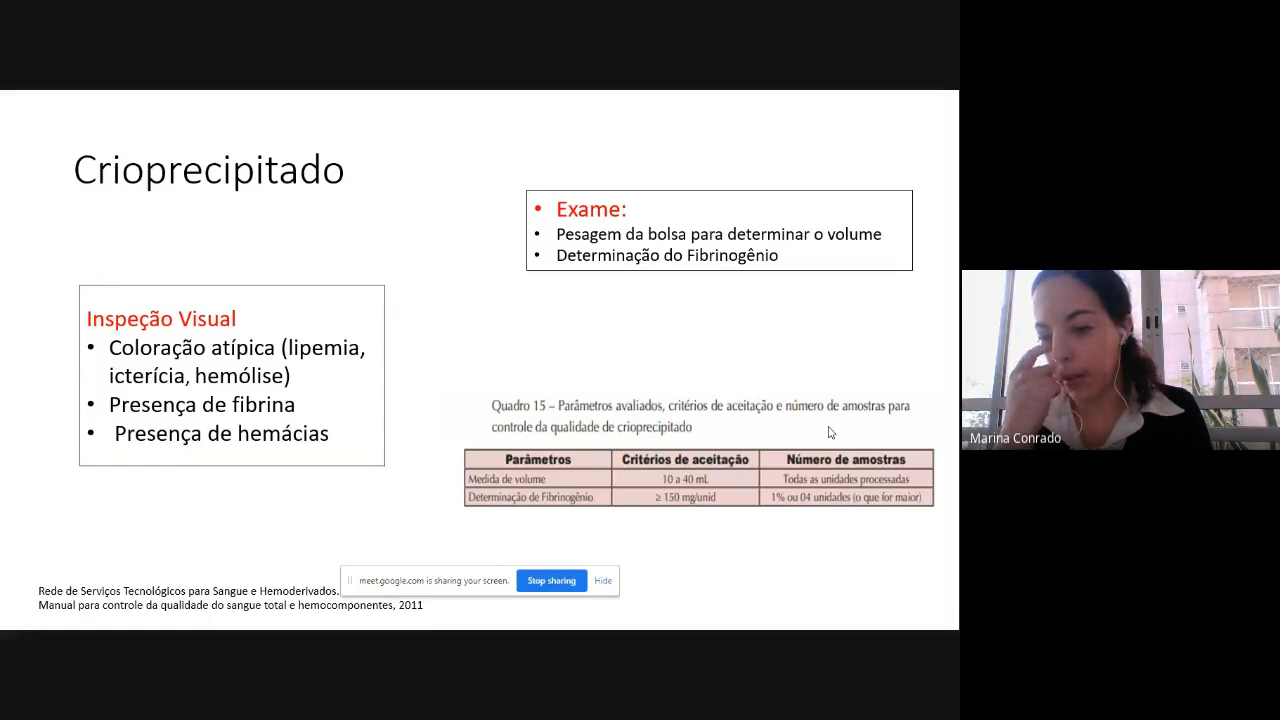 Crioprecipitado
• Exame:
• Pesagem da bolsa para determinar o volume
• Determinação do Fibrinogênio
Inspeção Visual
• Coloração atípica (lipemia,
icterícia, hemólise)
• Presença de fibrina
• Presença de hemácias
Quadro 15 – Parâmetros avaliados, critérios de aceitação e número de amostras para
controle da qualidade de crioprecipitado
Parâmetros Critérios de aceitação Número de amostras
Medida de volume 10 a 40 mL Todas as unidades processadas
Determinação de Fibrinogênio ≥ 150 mg/unid 1% ou 04 unidades (o que for maior)
meet.google.com is sharing your screen. Stop sharing Hide
Rede de Serviços Tecnológicos para Sangue e Hemoderivados.
Manual para controle da qualidade do sangue total e hemocomponentes, 2011
Marina Conrado